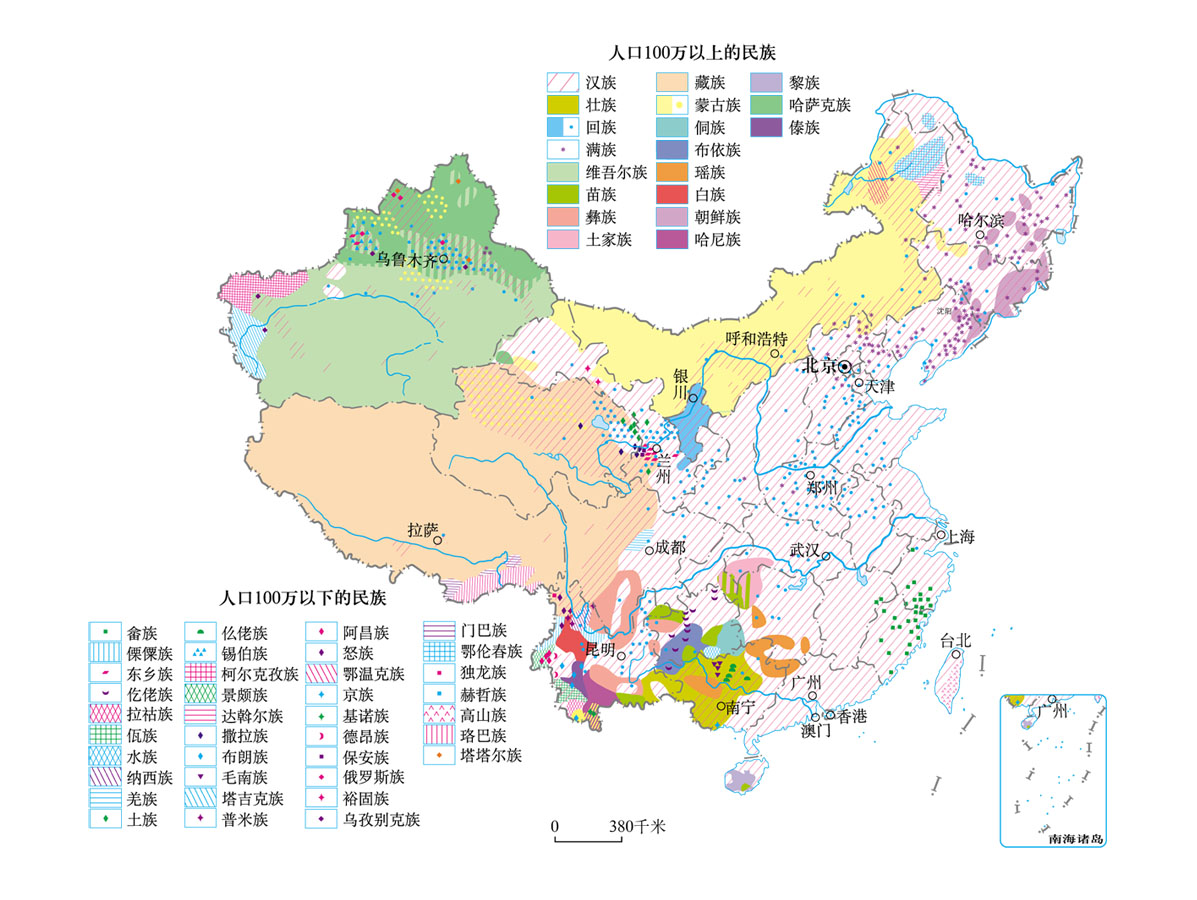 人口100万以上的民族
汉族
藏族
黎族
壮族
蒙古族
哈萨克族
回族
侗族
傣族
满族
布依族
维吾尔族
瑶族
苗族
白族
彝族
朝鲜族
土家族
哈尼族
哈尔滨
乌鲁木齐
沈阳
呼和浩特
北京
银川
天津
兰州
郑州
拉萨
上海
成都
武汉
台北
昆明
广州
南宁
香港
澳门
人口100万以下的民族
畲族
仫佬族
阿昌族
门巴族
傈僳族
锡伯族
怒族
鄂伦春族
东乡族
柯尔克孜族
鄂温克族
独龙族
仡佬族
景颇族
京族
赫哲族
拉祜族
达斡尔族
基诺族
高山族
佤族
撒拉族
德昂族
珞巴族
水族
布朗族
保安族
塔塔尔族
纳西族
毛南族
俄罗斯族
羌族
塔吉克族
裕固族
土族
普米族
乌孜别克族
0 380千米
广州
南海诸岛